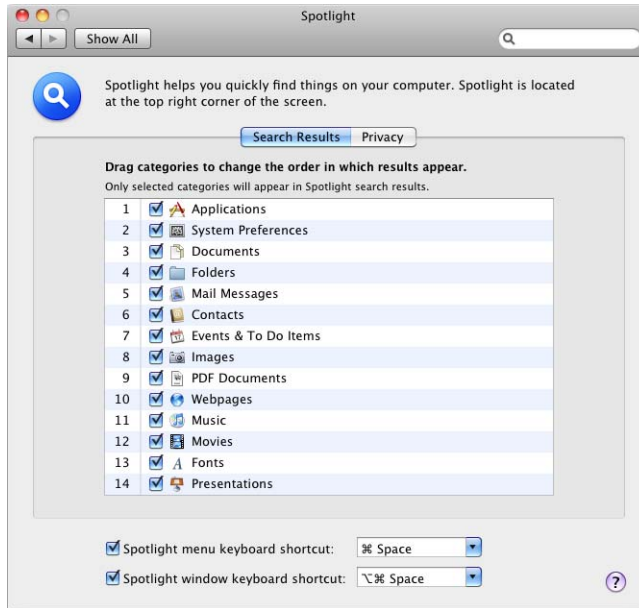 Spotlight
Show All
Spotlight helps you quickly find things on your computer. Spotlight is located
at the top right corner of the screen.
Search Results Privacy
Drag categories to change the order in which results appear.
Only selected categories will appear in Spotlight search results.
1 Applications
2 System Preferences
3 Documents
4 Folders
5 Mail Messages
6 Contacts
7 Events & To Do Items
8 Images
9 PDF Documents
10 Webpages
11 Music
12 Movies
13 Fonts
14 Presentations
Spotlight menu keyboard shortcut: ⌘ Space
Spotlight window keyboard shortcut: ⌥⌘ Space
?